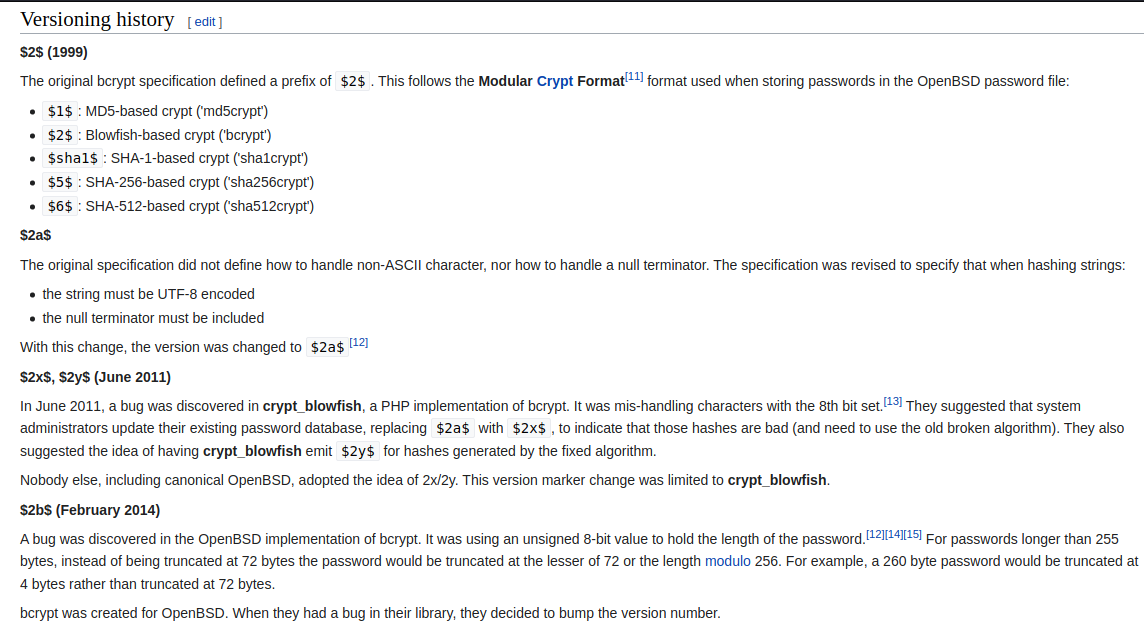 Versioning history [ edit ]
$2$ (1999)
The original bcrypt specification defined a prefix of $2$ . This follows the Modular Crypt Format[11] format used when storing passwords in the OpenBSD password file:
• $1$ : MD5-based crypt ('md5crypt')
• $2$ : Blowfish-based crypt ('bcrypt')
• $sha1$ : SHA-1-based crypt ('sha1crypt')
• $5$ : SHA-256-based crypt ('sha256crypt')
• $6$ : SHA-512-based crypt ('sha512crypt')
$2a$
The original specification did not define how to handle non-ASCII character, nor how to handle a null terminator. The specification was revised to specify that when hashing strings:
• the string must be UTF-8 encoded
• the null terminator must be included
With this change, the version was changed to $2a$ [12]
$2x$, $2y$ (June 2011)
In June 2011, a bug was discovered in crypt_blowfish, a PHP implementation of bcrypt. It was mis-handling characters with the 8th bit set.[13] They suggested that system
administrators update their existing password database, replacing $2a$ with $2x$ , to indicate that those hashes are bad (and need to use the old broken algorithm). They also
suggested the idea of having crypt_blowfish emit $2y$ for hashes generated by the fixed algorithm.
Nobody else, including canonical OpenBSD, adopted the idea of 2x/2y. This version marker change was limited to crypt_blowfish.
$2b$ (February 2014)
A bug was discovered in the OpenBSD implementation of bcrypt. It was using an unsigned 8-bit value to hold the length of the password.[12][14][15] For passwords longer than 255
bytes, instead of being truncated at 72 bytes the password would be truncated at the lesser of 72 or the length modulo 256. For example, a 260 byte password would be truncated at
4 bytes rather than truncated at 72 bytes.
bcrypt was created for OpenBSD. When they had a bug in their library, they decided to bump the version number.